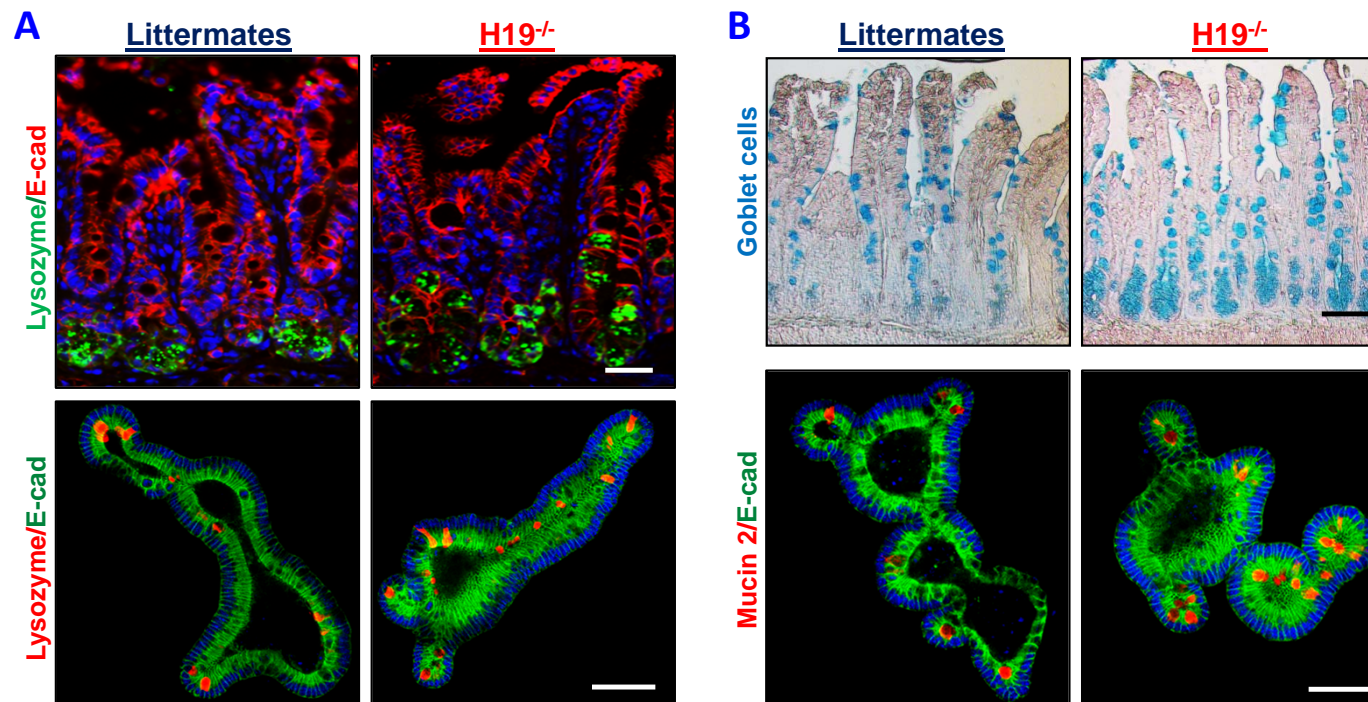 A
Littermates
H19-/-
Lysozyme/E-cad
Lysozyme/E-cad
B
Littermates
H19-/-
Goblet cells
Mucin 2/E-cad